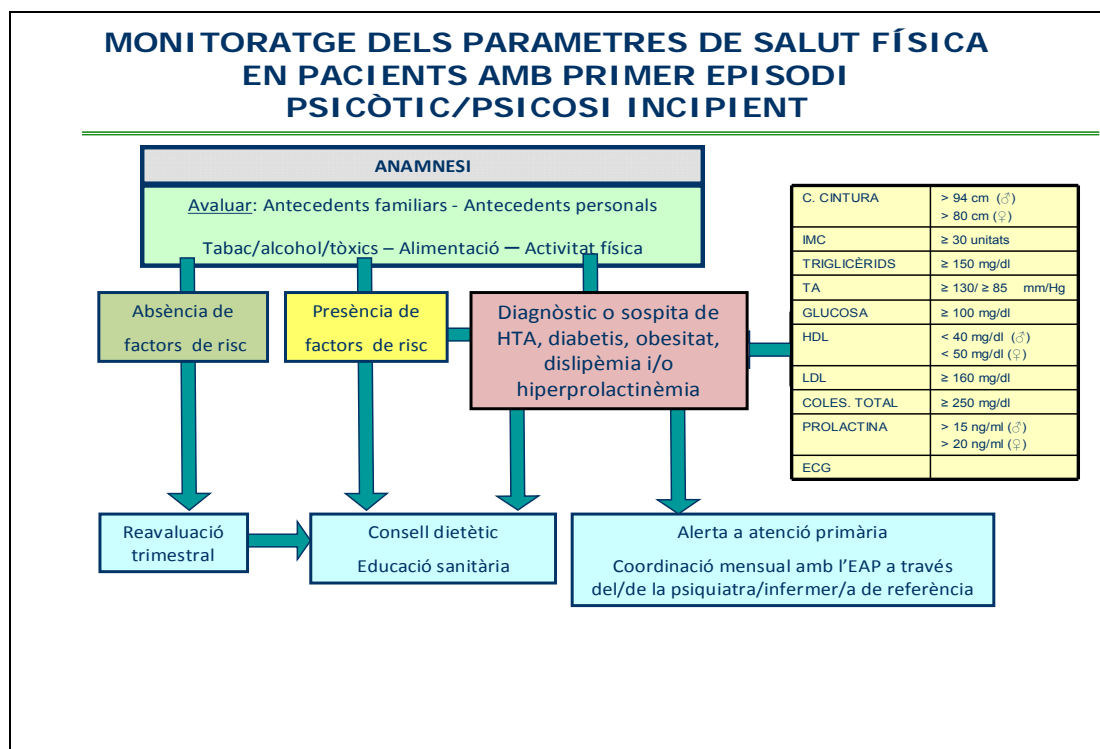 MONITORATGE DELS PARAMETRES DE SALUT FÍSICA
EN PACIENTS AMB PRIMER EPISODI
PSICÒTIC/PSICOSI INCIPIENT
ANAMNESI
Avaluar: Antecedents familiars - Antecedents personals
Tabac/alcohol/tòxics – Alimentació — Activitat física
Absència de
factors de risc
Presència de
factors de risc
Diagnòstic o sospita de
HTA, diabetis, obesitat,
dislipèmia i/o
hiperprolactinèmia
C. CINTURA > 94 cm (♂)
> 80 cm (♀)
IMC ≥ 30 unitats
TRIGLICÈRIDS ≥ 150 mg/dl
TA ≥ 130/ ≥ 85 mm/Hg
GLUCOSA ≥ 100 mg/dl
HDL < 40 mg/dl (♂)
< 50 mg/dl (♀)
LDL ≥ 160 mg/dl
COLES. TOTAL ≥ 250 mg/dl
PROLACTINA > 15 ng/ml (♂)
> 20 ng/ml (♀)
ECG
Reavaluació
trimestral
Consell dietètic
Educació sanitària
Alerta a atenció primària
Coordinació mensual amb l’EAP a través
del/de la psiquiatra/infermer/a de referència